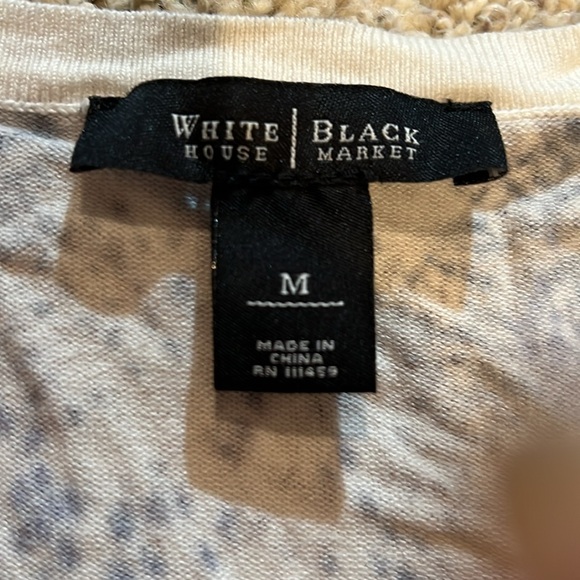 WHITE | BLACK
HOUSE | MARKET
M
MADE IN
CHINA
RN 111459